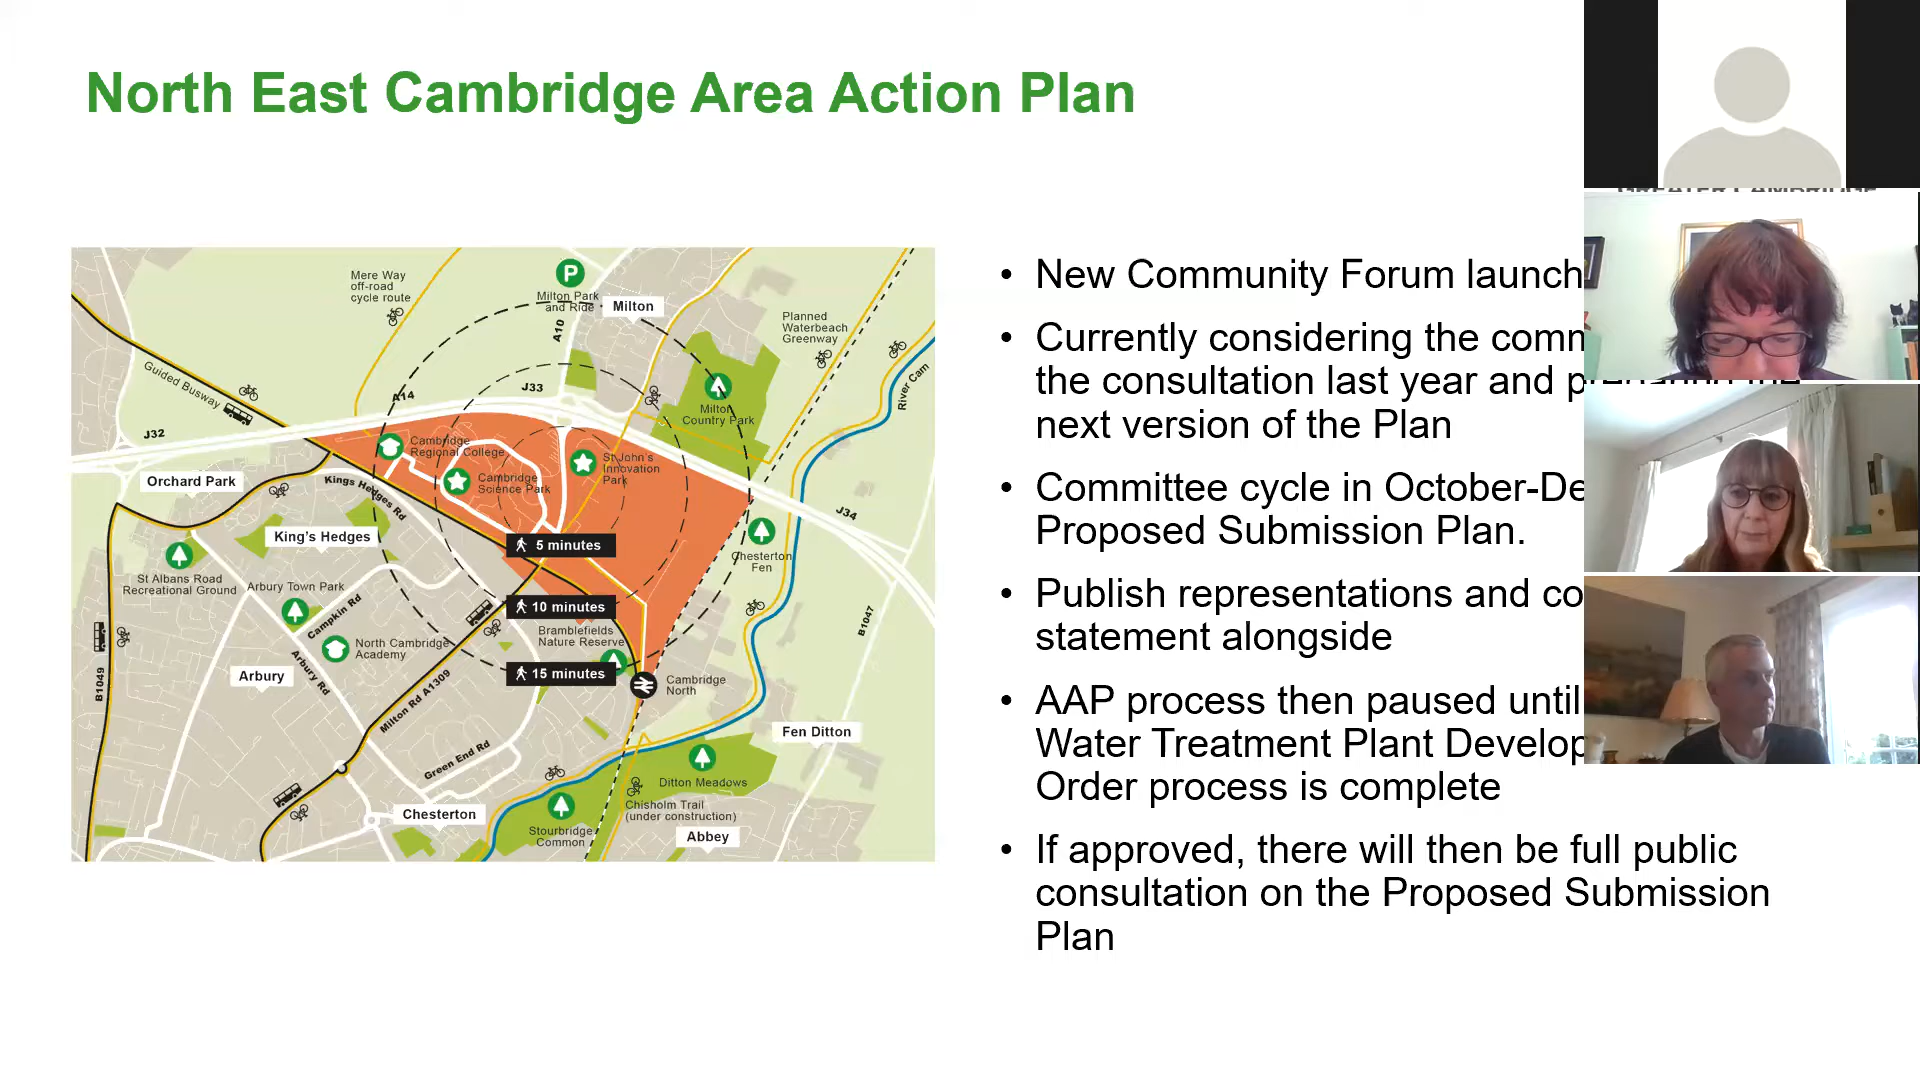 North East Cambridge Area Action Plan
Mere Way
off-road
cycle route
P
Milton Park
and Ride
Milton
A10
Planned
Waterbeach
Greenway
River Cam
Guided Busway
J33
A14
J32
Milton
Country Park
Cambridge
Regional College
Cambridge
Science Park
St John's
Innovation
Park
Orchard Park
Kings Hedges Rd
J34
King's Hedges
5 minutes
Chesterton
Fen
St Albans Road
Recreational Ground
Arbury Town Park
Campkin Rd
10 minutes
B1047
Bramblefields
Nature Reserve
North Cambridge
Academy
B1049
Arbury
Arbury Rd
15 minutes
Cambridge
North
Milton Rd A1309
Fen Ditton
Green End Rd
Ditton Meadows
Chisholm Trail
(under construction)
Chesterton
Stourbridge
Common
Abbey
• New Community Forum launch
• Currently considering the comm
the consultation last year and preparing the
next version of the Plan
• Committee cycle in October-De
Proposed Submission Plan.
• Publish representations and co
statement alongside
• AAP process then paused until
Water Treatment Plant Develop
Order process is complete
• If approved, there will then be full public
consultation on the Proposed Submission
Plan
GREATER CAMBRIDGE